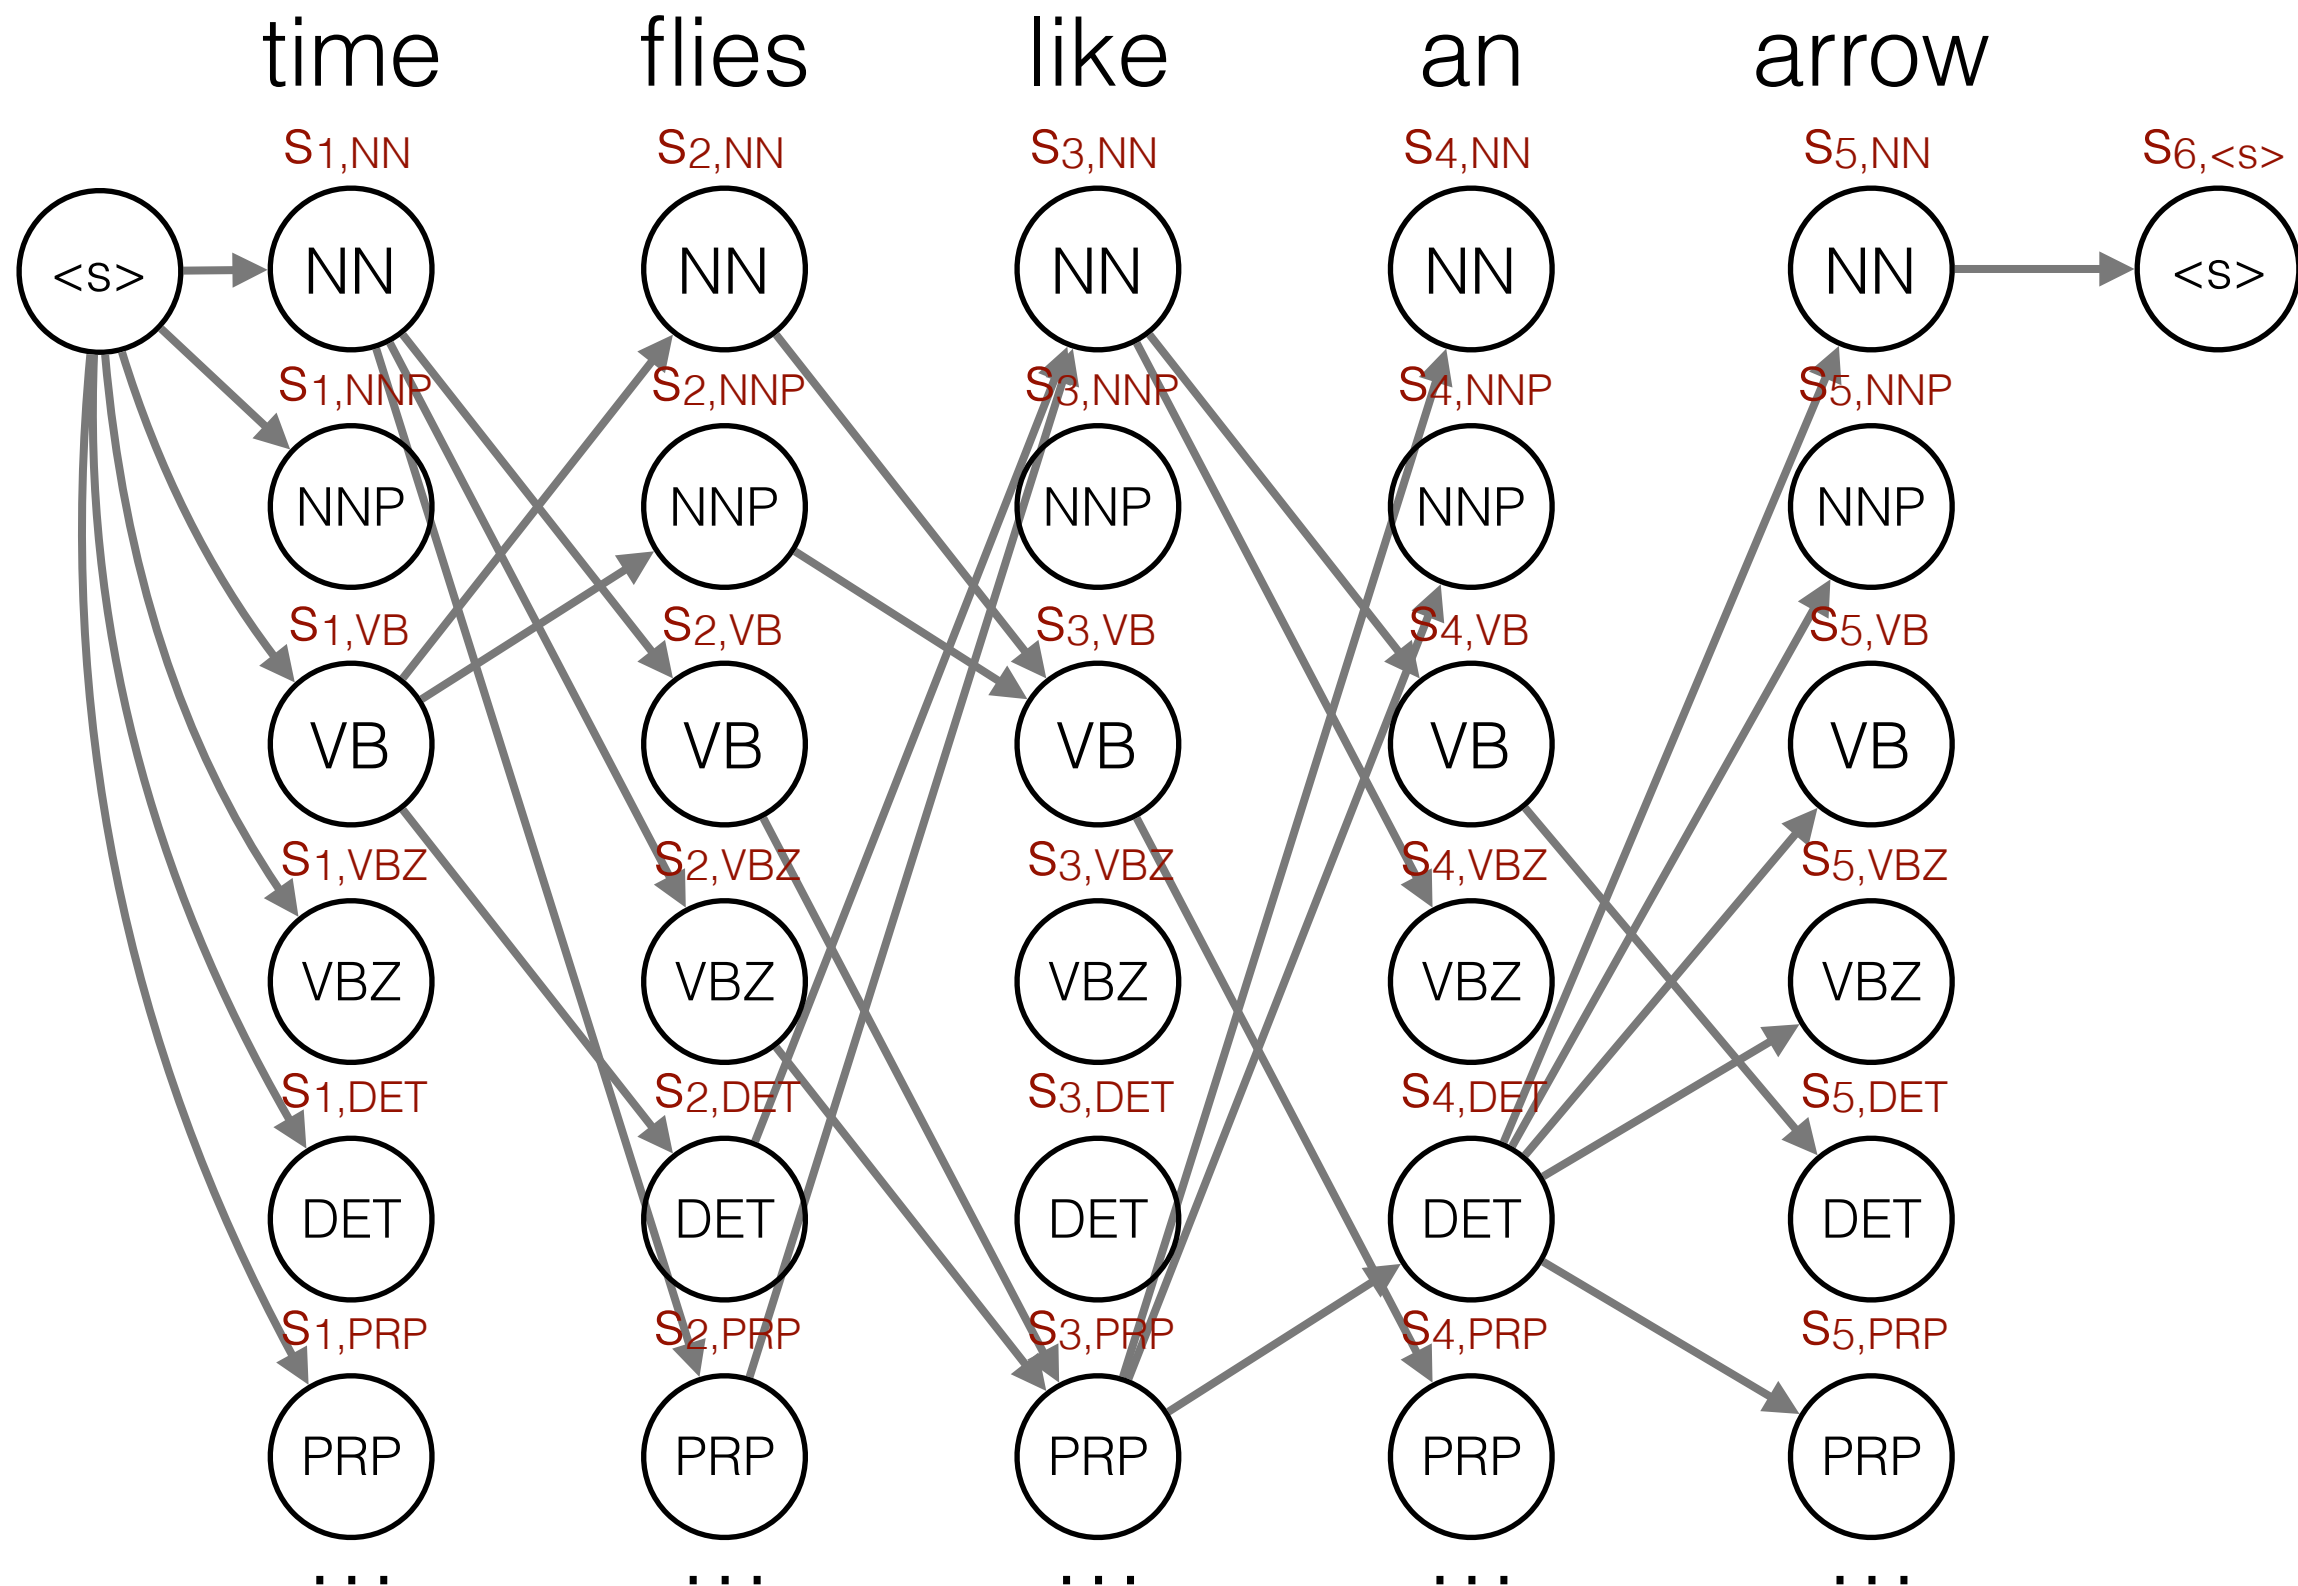 time flies like an arrow
s1,NN s2,NN s3,NN s4,NN s5,NN s6,<s>
<s> NN NN NN NN NN <s>
s1,NNP s2,NNP s3,NNP s4,NNP s5,NNP
NNP NNP NNP NNP NNP
s1,VB s2,VB s3,VB s4,VB s5,VB
VB VB VB VB VB
s1,VBZ s2,VBZ s3,VBZ s4,VBZ s5,VBZ
VBZ VBZ VBZ VBZ VBZ
s1,DET s2,DET s3,DET s4,DET s5,DET
DET DET DET DET DET
s1,PRP s2,PRP s3,PRP s4,PRP s5,PRP
PRP PRP PRP PRP PRP
... ... ... ... ...